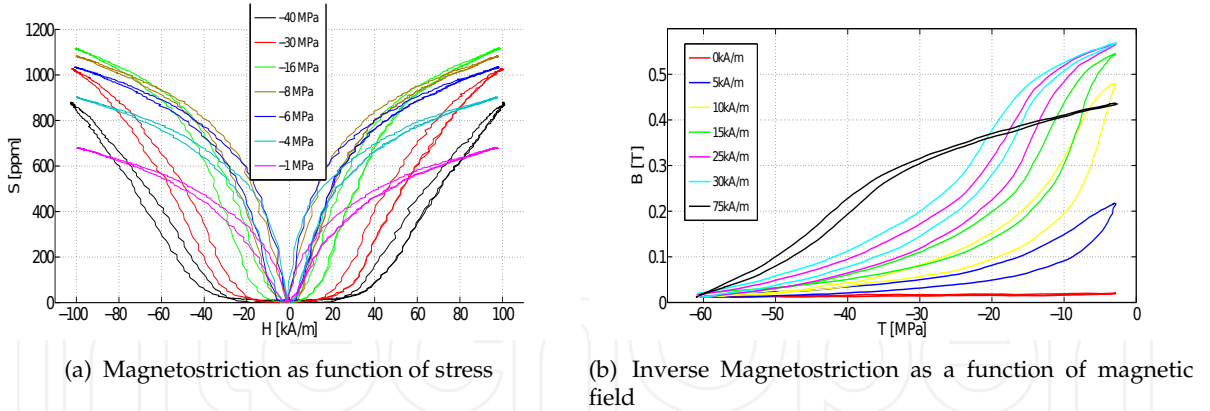 1200
1000
800
600
400
200
0
S [ppm]
−100 −80 −60 −40 −20 0 20 40 60 80 100
H [kA/m]
−40 MPa
−30 MPa
−16 MPa
−8 MPa
−6 MPa
−4 MPa
−1 MPa
(a) Magnetostriction as function of stress
0.5
0.4
0.3
0.2
0.1
0
B [T]
−60 −50 −40 −30 −20 −10 0
T [MPa]
0kA/m
5kA/m
10kA/m
15kA/m
25kA/m
30kA/m
75kA/m
(b) Inverse Magnetostriction as a function of magnetic
field